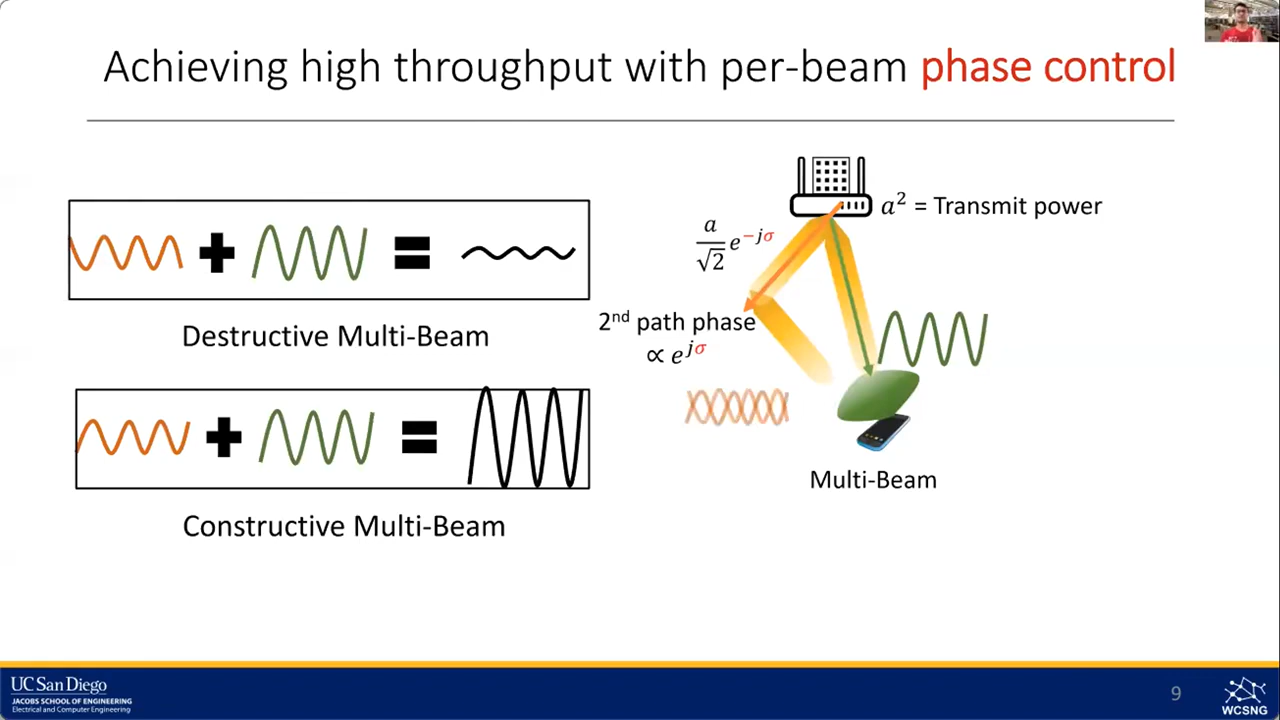 Achieving high throughput with per-beam phase control
a² = Transmit power
a/√2 e^{-jσ}
2nd path phase
∝ e^{jσ}
Destructive Multi-Beam
Constructive Multi-Beam
Multi-Beam
UC San Diego
JACOBS SCHOOL OF ENGINEERING
Electrical and Computer Engineering
9
WCSNG